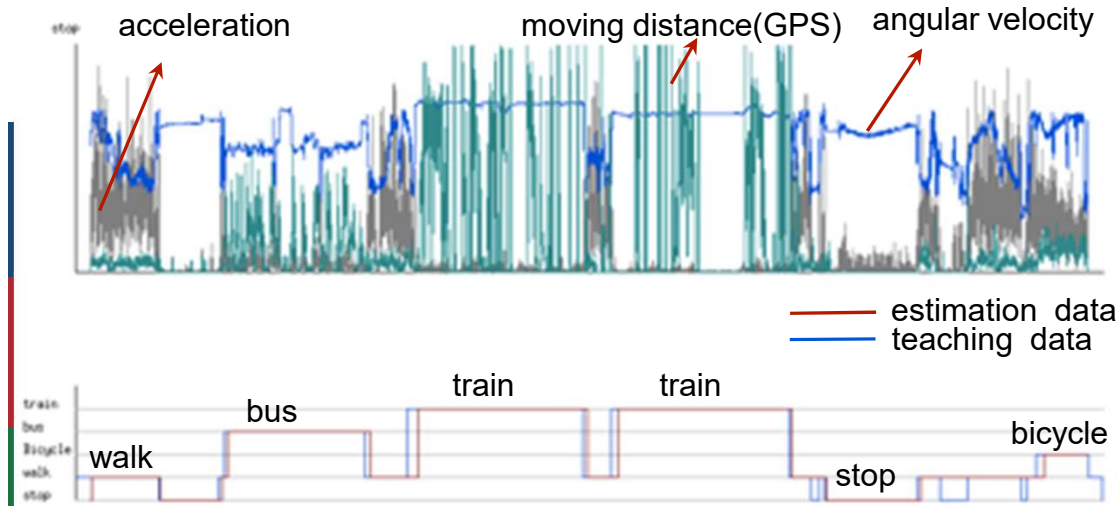 stop
acceleration
moving distance(GPS)
angular velocity
estimation data
teaching data
train
bus
Bicycle
walk
stop
walk
bus
train
train
stop
bicycle